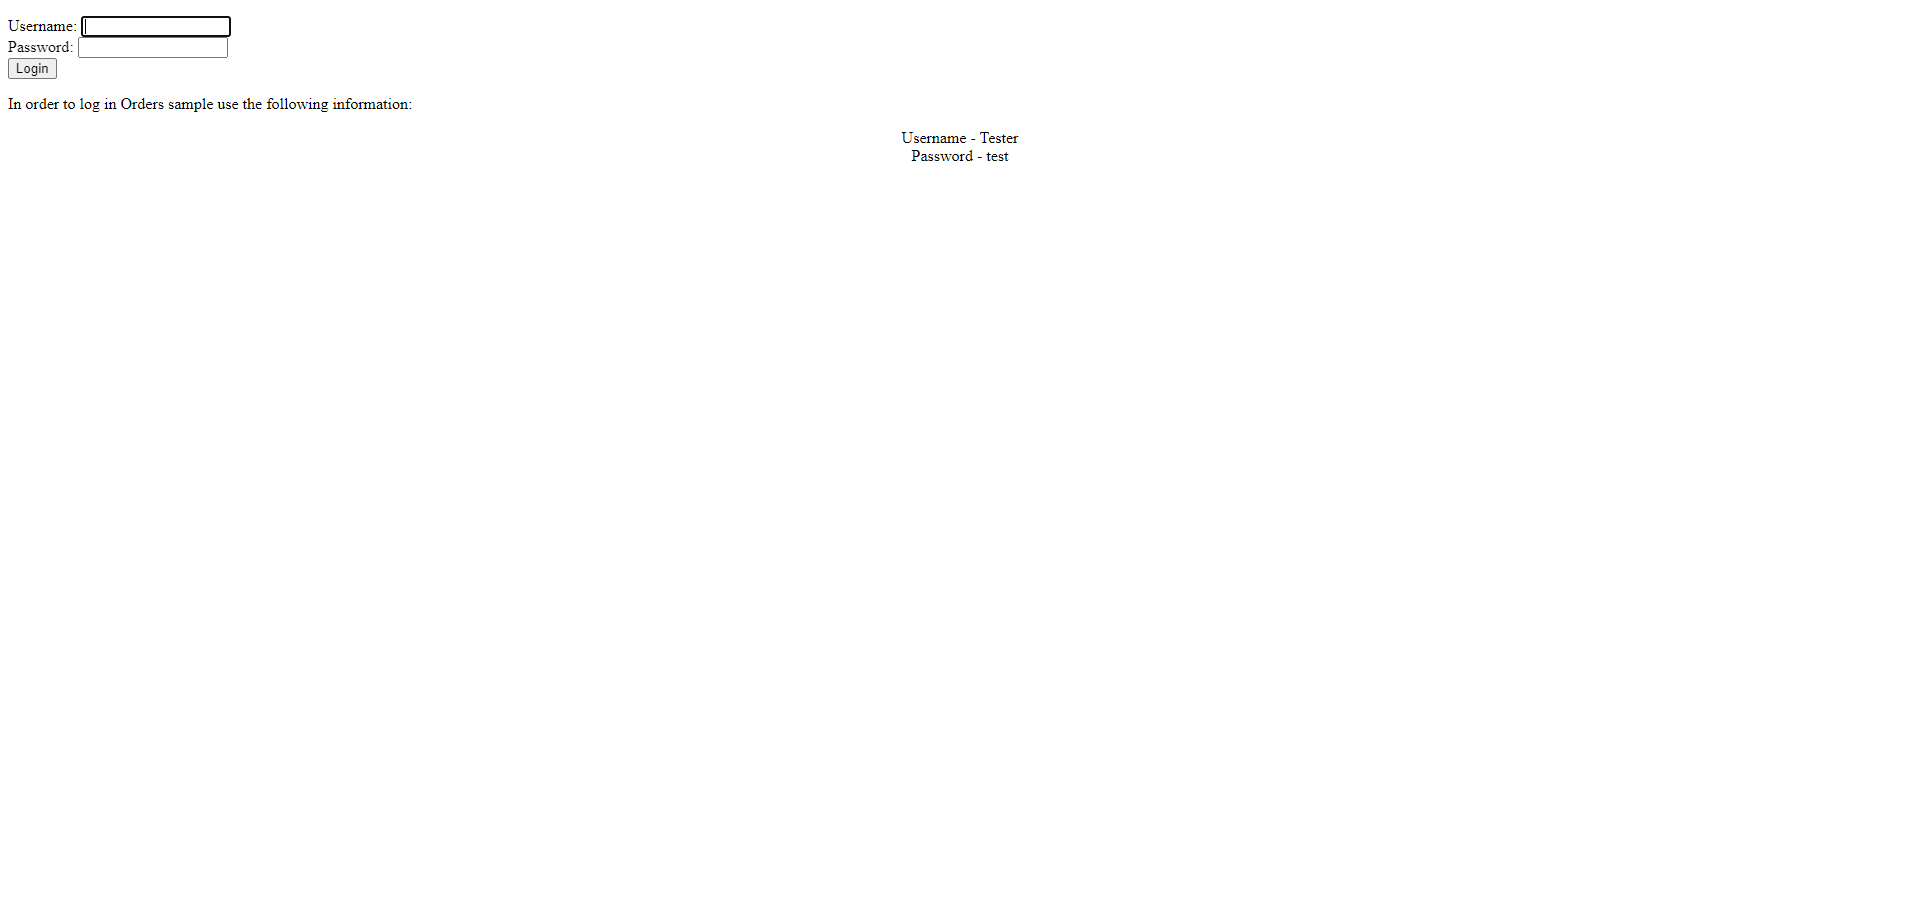 Username:
Password:
Login
In order to log in Orders sample use the following information:
Username - Tester
Password - test